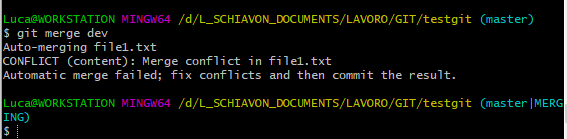 Luca@WORKSTATION MINGW64 /d/L_SCHIAVON_DOCUMENTS/LAVORO/GIT/testgit (master)
$ git merge dev
Auto-merging file1.txt
CONFLICT (content): Merge conflict in file1.txt
Automatic merge failed; fix conflicts and then commit the result.
Luca@WORKSTATION MINGW64 /d/L_SCHIAVON_DOCUMENTS/LAVORO/GIT/testgit (master|MERG
ING)
$